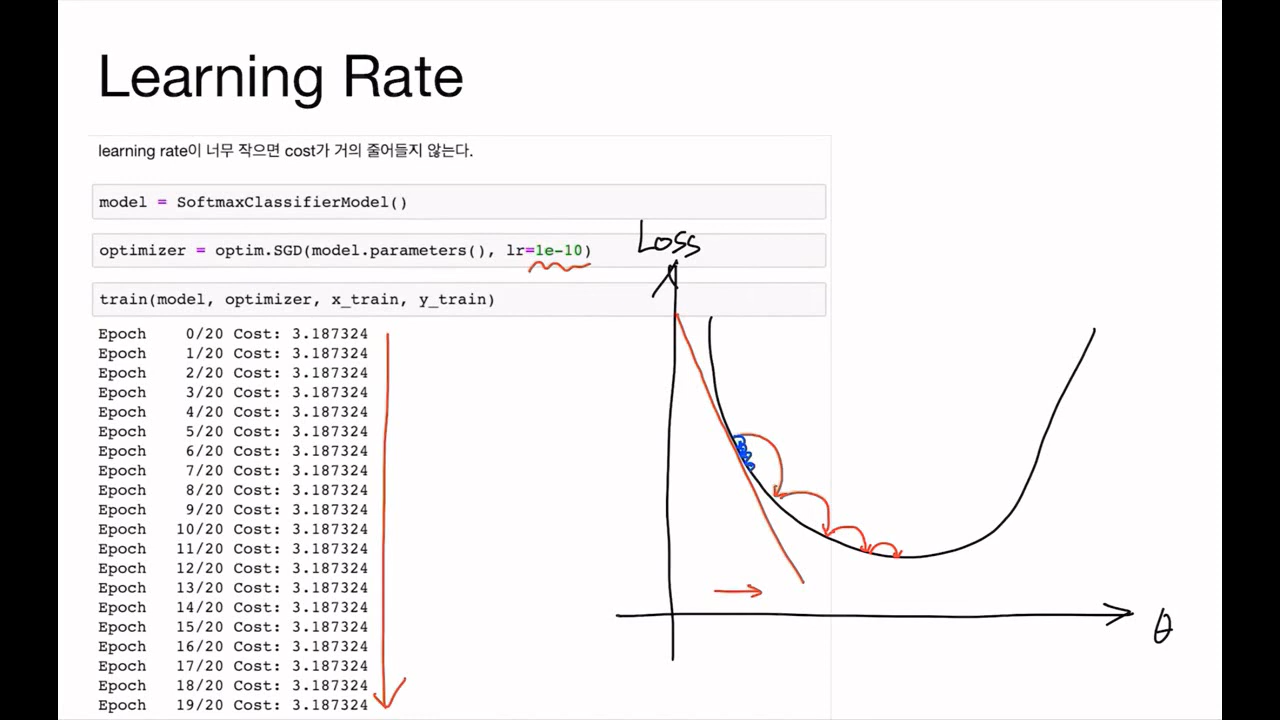 Learning Rate
learning rate이 너무 작으면 cost가 거의 줄어들지 않는다.
model = SoftmaxClassifierModel()
optimizer = optim.SGD(model.parameters(), lr=1e-10)
train(model, optimizer, x_train, y_train)
Epoch    0/20 Cost: 3.187324
Epoch    1/20 Cost: 3.187324
Epoch    2/20 Cost: 3.187324
Epoch    3/20 Cost: 3.187324
Epoch    4/20 Cost: 3.187324
Epoch    5/20 Cost: 3.187324
Epoch    6/20 Cost: 3.187324
Epoch    7/20 Cost: 3.187324
Epoch    8/20 Cost: 3.187324
Epoch    9/20 Cost: 3.187324
Epoch   10/20 Cost: 3.187324
Epoch   11/20 Cost: 3.187324
Epoch   12/20 Cost: 3.187324
Epoch   13/20 Cost: 3.187324
Epoch   14/20 Cost: 3.187324
Epoch   15/20 Cost: 3.187324
Epoch   16/20 Cost: 3.187324
Epoch   17/20 Cost: 3.187324
Epoch   18/20 Cost: 3.187324
Epoch   19/20 Cost: 3.187324
Loss
θ